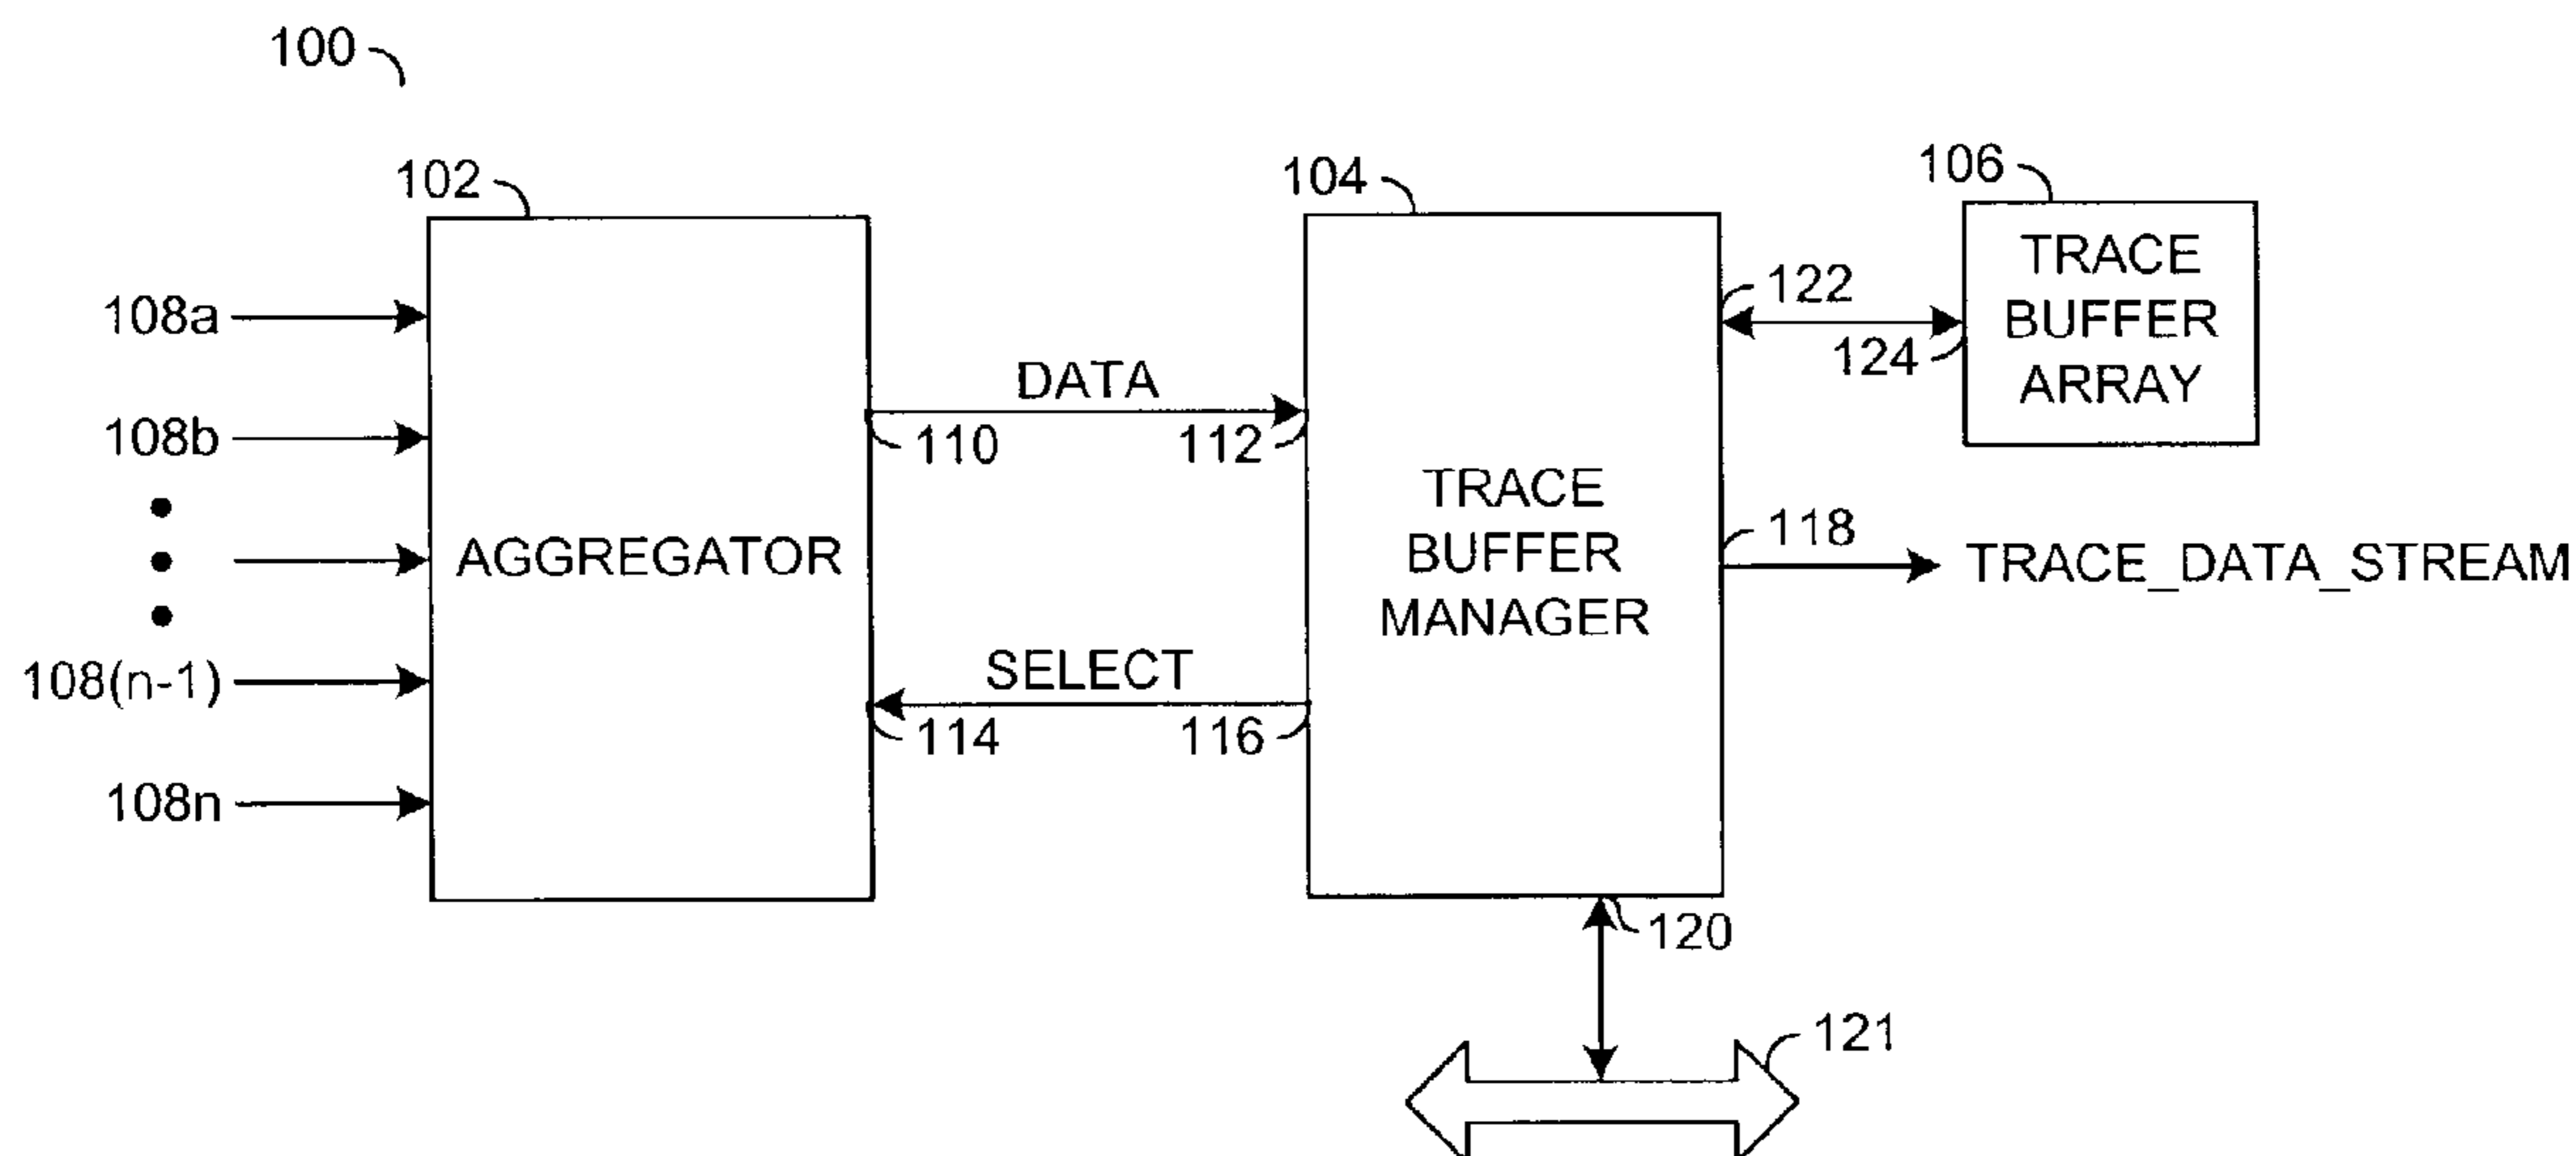 100
102
104
106
108a
108b
108(n-1)
108n
AGGREGATOR
DATA
110
112
SELECT
114
116
TRACE
BUFFER
MANAGER
122
124
TRACE
BUFFER
ARRAY
118
TRACE_DATA_STREAM
120
121